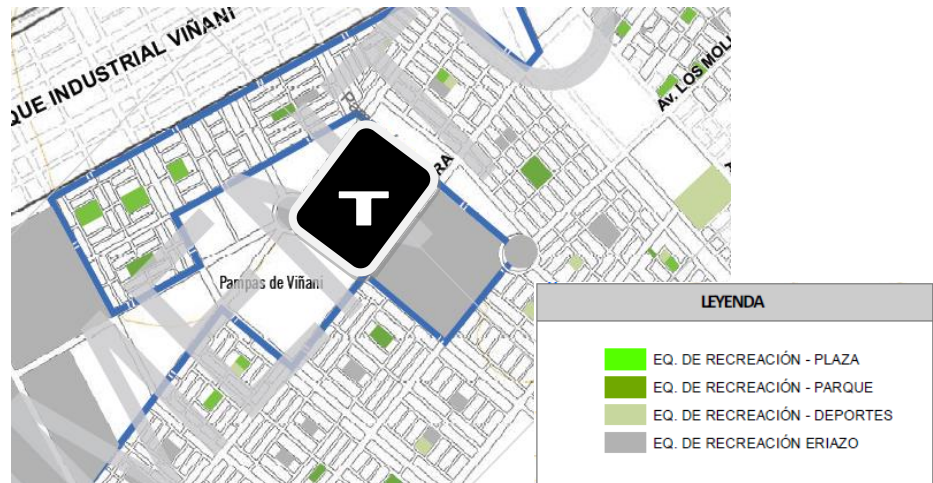 QUE INDUSTRIAL VIÑANI
Av. LOS MOLI
RA
T
Pampas de Viñani
LEYENDA
EQ. DE RECREACIÓN - PLAZA
EQ. DE RECREACIÓN - PARQUE
EQ. DE RECREACIÓN - DEPORTES
EQ. DE RECREACIÓN ERIAZO